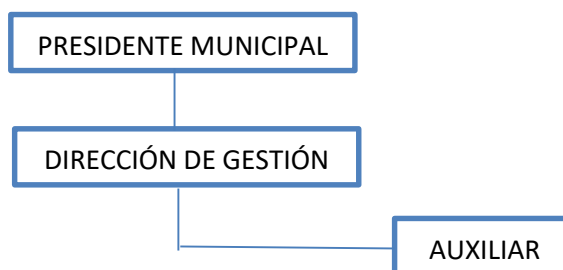 PRESIDENTE MUNICIPAL
DIRECCIÓN DE GESTIÓN
AUXILIAR